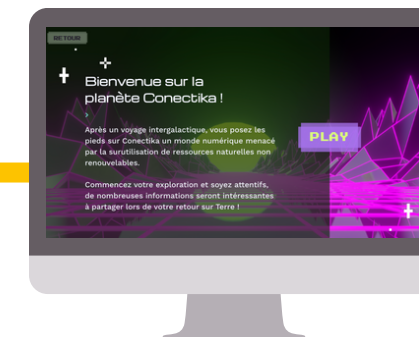 RETOUR
Bienvenue sur la
planète Conectika !
Après un voyage intergalactique, vous posez les
pieds sur Conectika un monde numérique menacé
par la surutilisation de ressources naturelles non
renouvelables.
PLAY
Commencez votre exploration et soyez attentifs,
de nombreuses informations seront intéressantes
à partager lors de votre retour sur Terre !